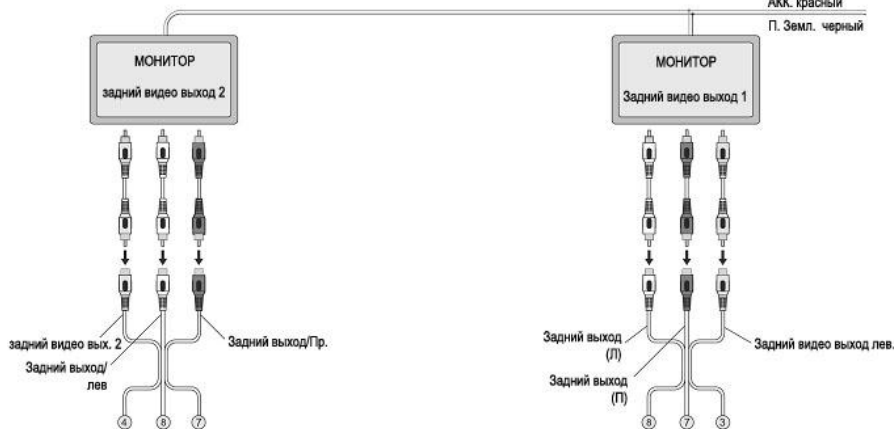 АКК. красный
П. Земл. черный
МОНИТОР
задний видео выход 2
МОНИТОР
Задний видео выход 1
задний видео вых. 2
Задний выход/
лев
Задний выход/Пр.
Задний выход
(Л)
Задний выход
(П)
Задний видео выход лев.
4 8 7
8 7 3